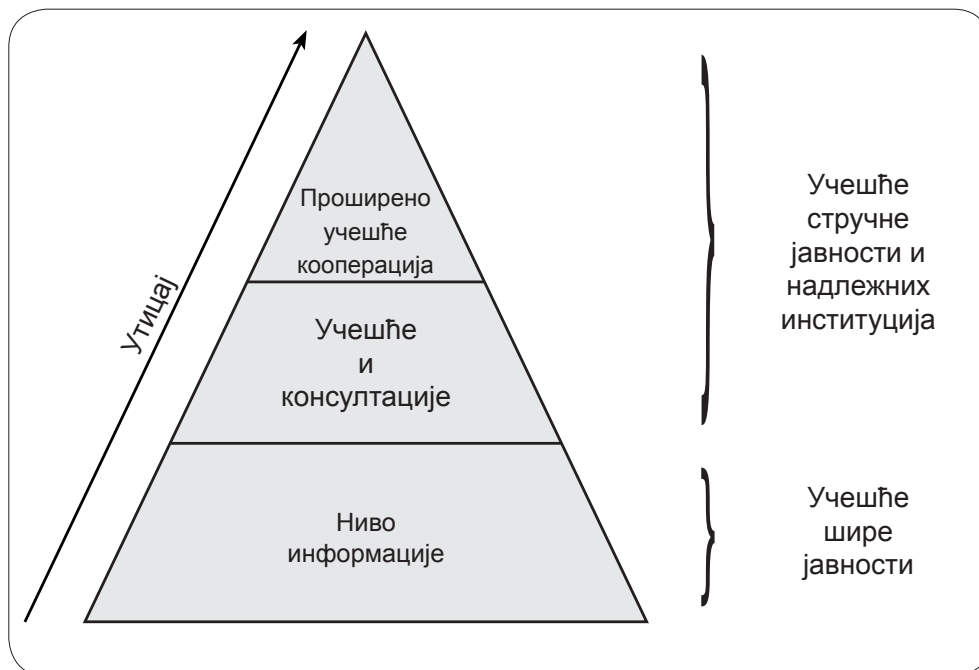 Утицај
Проширено
учешће
кооперација
Учешће
и
консултације
Ниво
информације
Учешће
стручне
јавности и
надлежних
институција
Учешће
шире
јавности